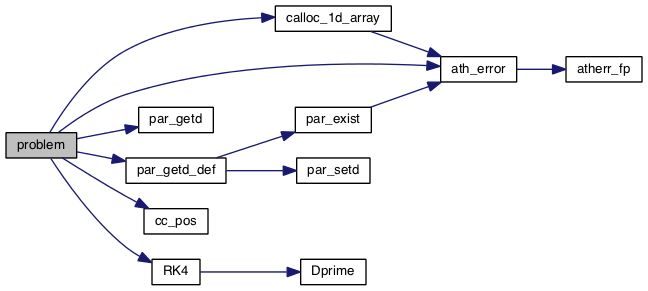 calloc_1d_array
ath_error
atherr_fp
par_getd
par_exist
problem
par_getd_def
par_setd
cc_pos
RK4
Dprime